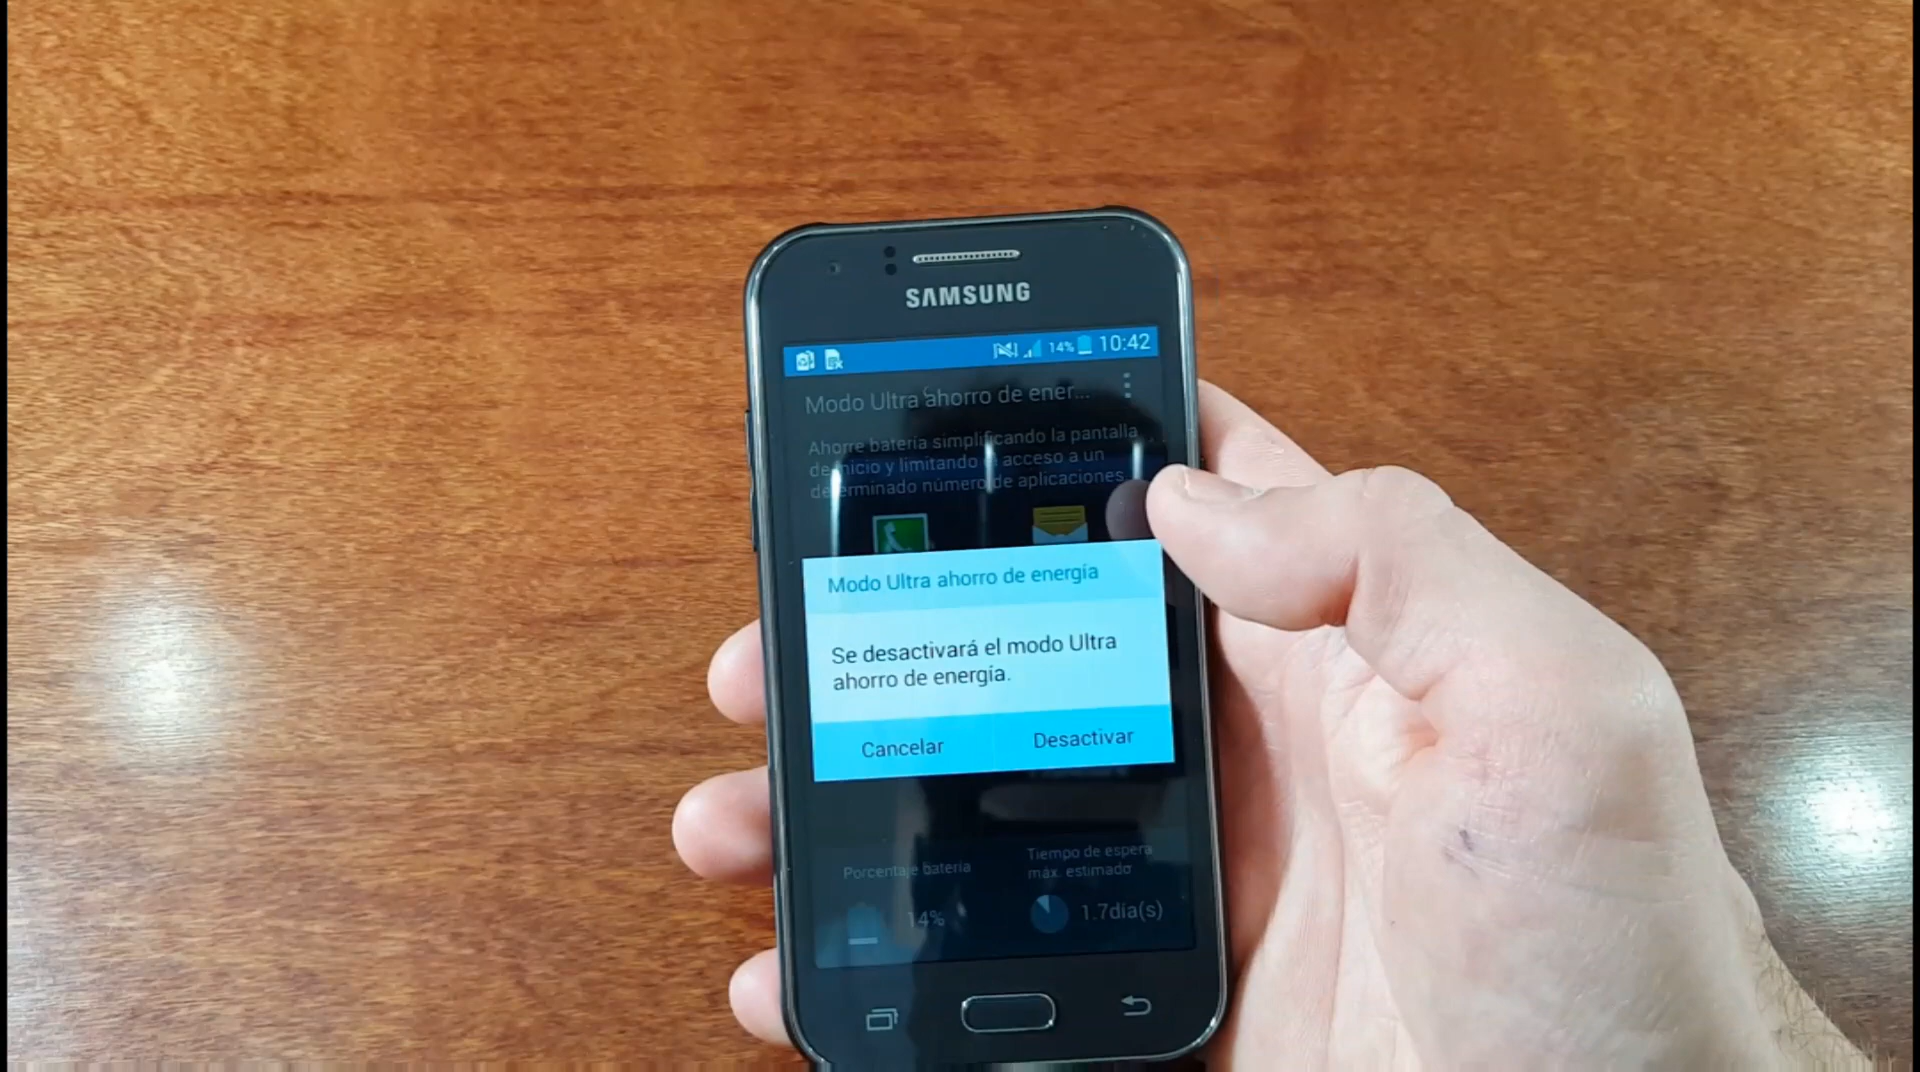 SAMSUNG
14% 10:42
Modo Ultra ahorro de ener...
Ahorre batería simplificando la pantalla
de inicio y limitando el acceso a un
determinado número de aplicaciones
Modo Ultra ahorro de energía
Se desactivará el modo Ultra
ahorro de energía.
Cancelar Desactivar
Porcentaje batería
Tiempo de espera
máx. estimado
14%
1.7día(s)